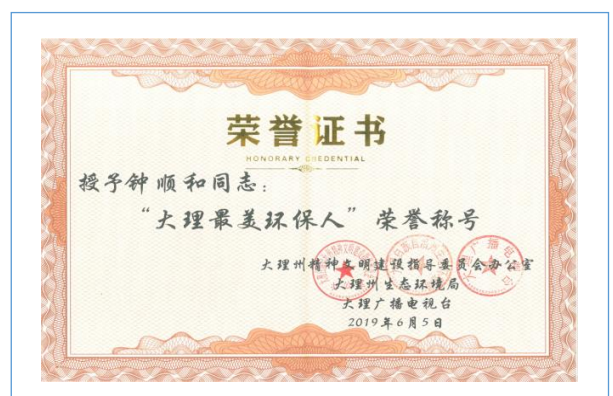 荣誉证书
HONORARY CREDENTIAL
授予钟顺和同志：
“大理最美环保人”荣誉称号
大理州精神文明建设指导委员会办公室
大理州生态环境局
大理广播电视台
2019年6月5日